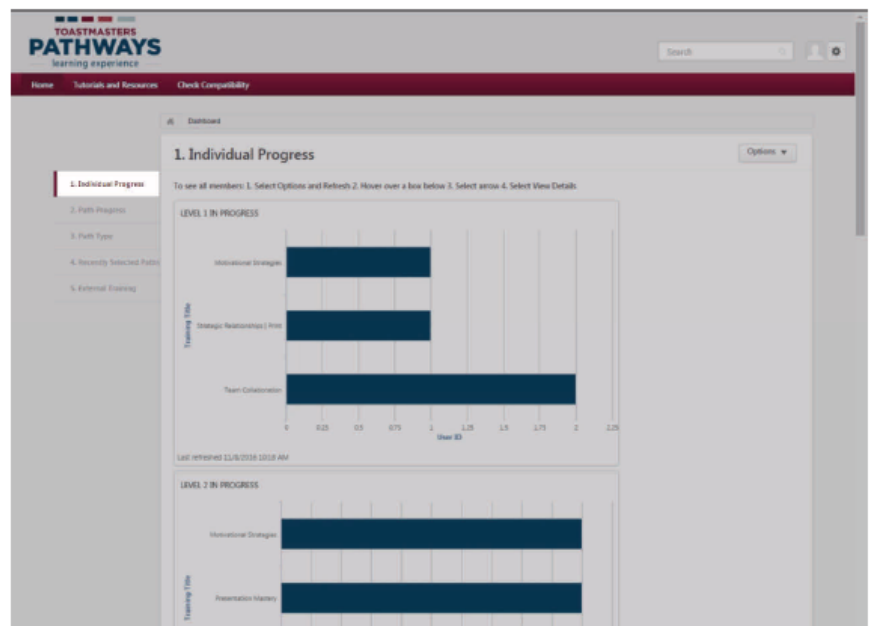 TOASTMASTERS
PATHWAYS
learning experience
Search
Home Tutorials and Resources Check Compatibility
Dashboard
1. Individual Progress
Options
1. Individual Progress
2. Path Progress
3. Path Type
4. Recently Selected Paths
5. External Training
To see all members: 1. Select Options and Refresh 2. Hover over a box below 3. Select arrow 4. Select View Details
LEVEL 1 IN PROGRESS
Motivational Strategies
Strategic Relationships | Print
Team Collaboration
Training Title
0 0.25 0.5 0.75 1 1.25 1.5 1.75 2 2.25
User ID
Last refreshed 11/8/2016 10:18 AM
LEVEL 2 IN PROGRESS
Motivational Strategies
Presentation Mastery
Training Title